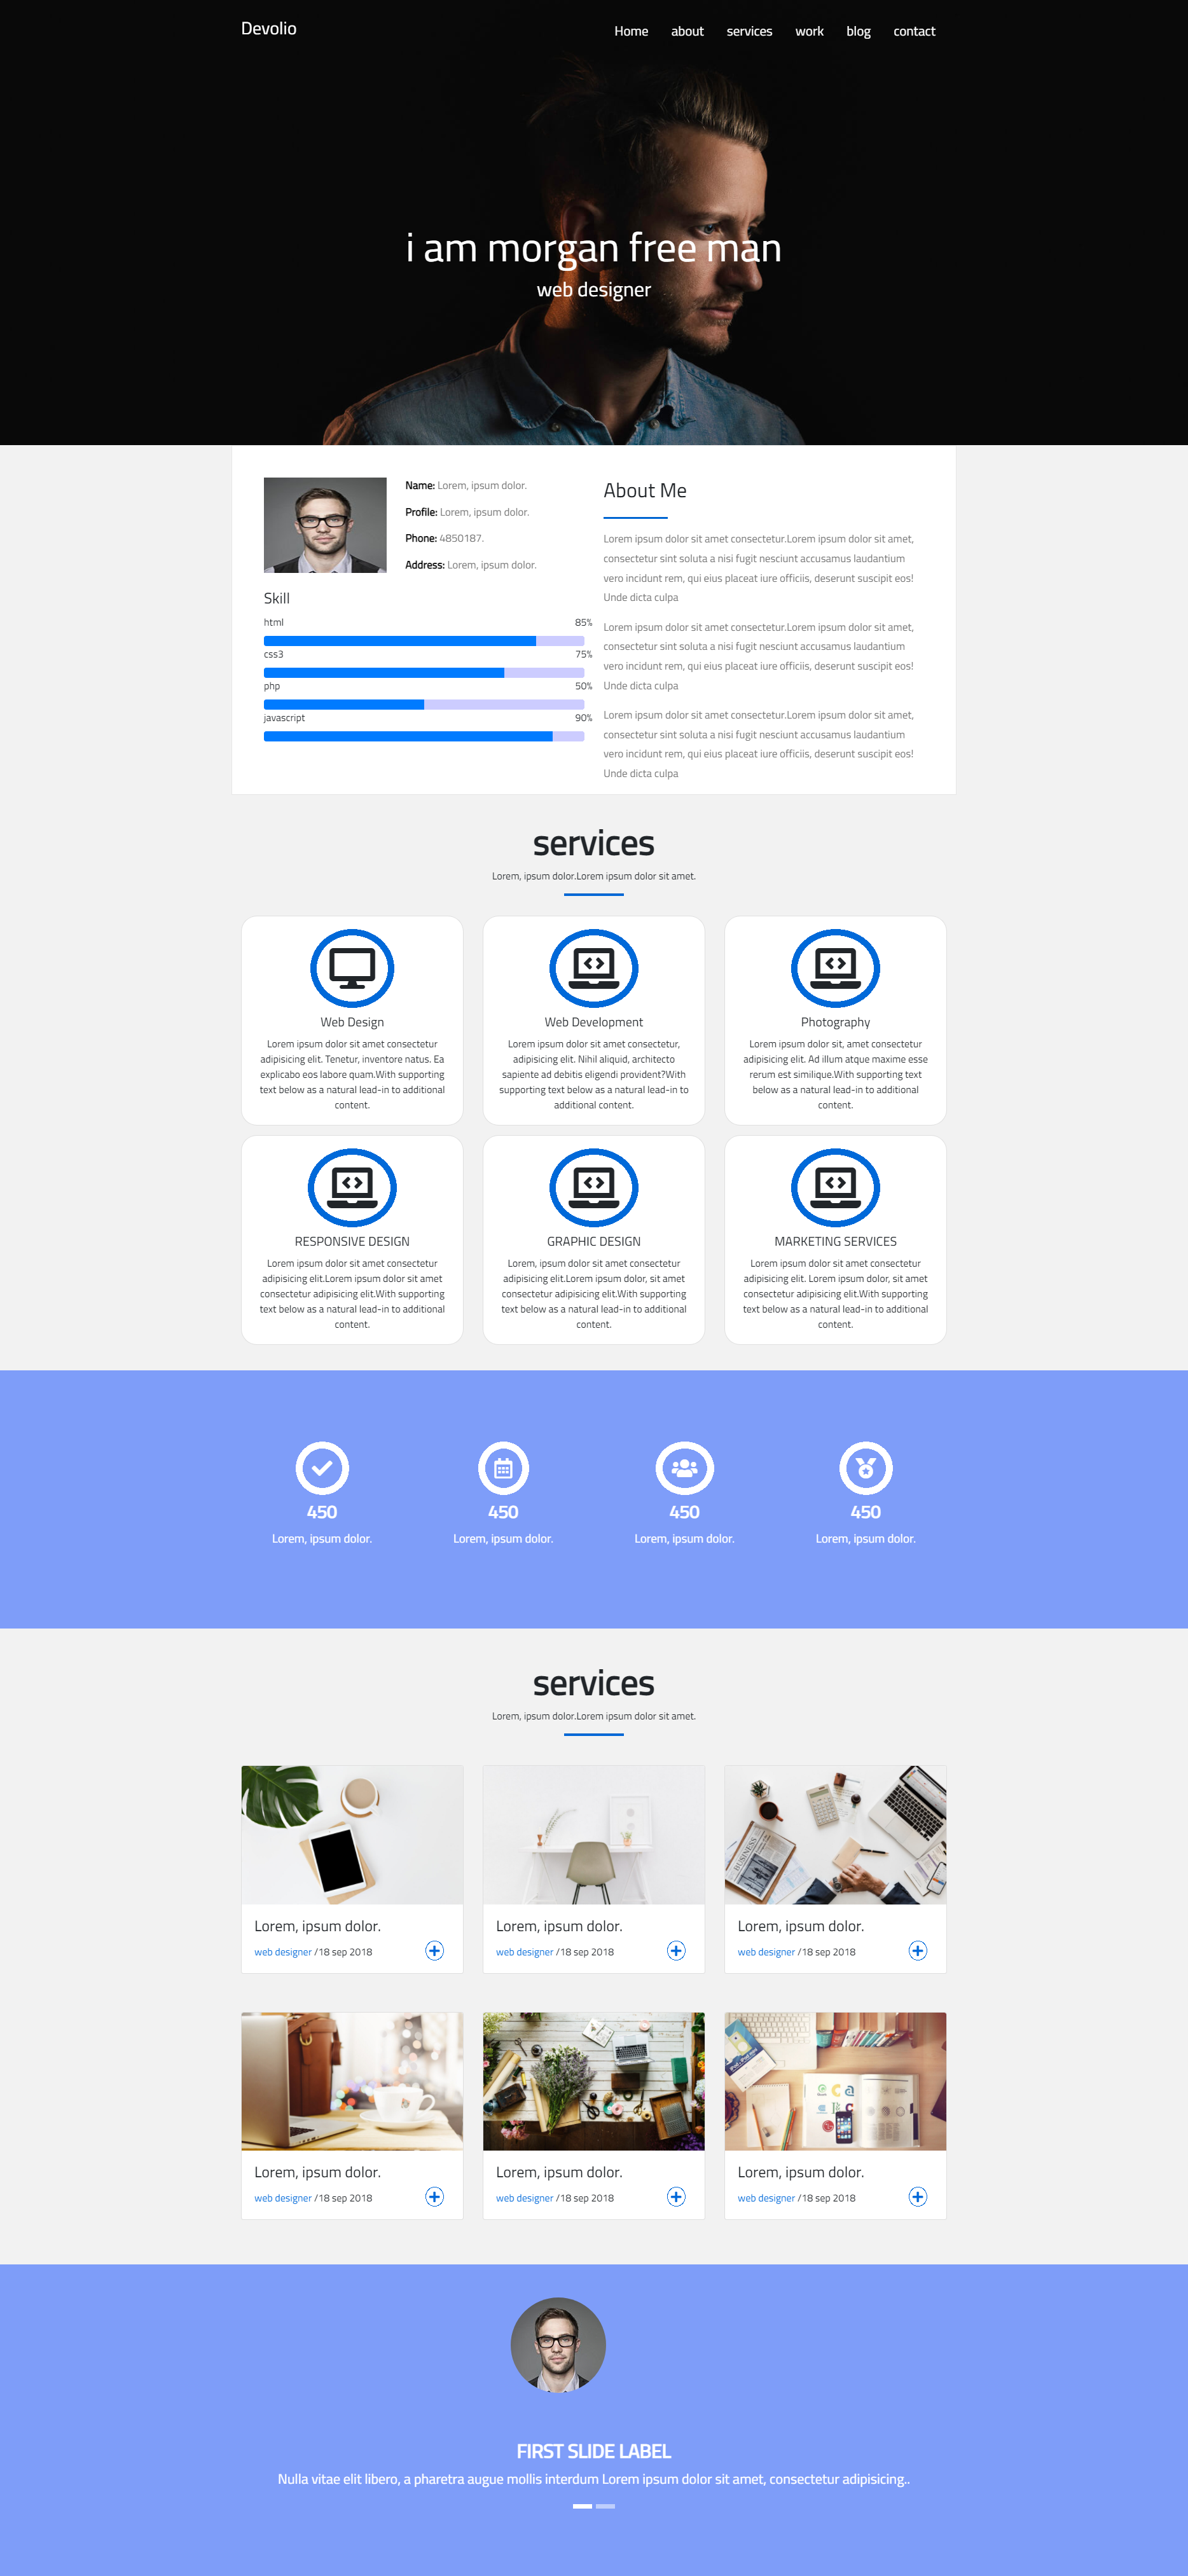 Devolio
Home about services work blog contact
i am morgan free man
web designer
Name: Lorem, ipsum dolor.
Profile: Lorem, ipsum dolor.
Phone: 4850187.
Address: Lorem, ipsum dolor.
Skill
html 85%
css3 75%
php 50%
javascript 90%
About Me
Lorem ipsum dolor sit amet consectetur.Lorem ipsum dolor sit amet,
consectetur sint soluta a nisi fugit nesciunt accusamus laudantium
vero incidunt rem, qui eius placeat iure officiis, deserunt suscipit eos!
Unde dicta culpa
Lorem ipsum dolor sit amet consectetur.Lorem ipsum dolor sit amet,
consectetur sint soluta a nisi fugit nesciunt accusamus laudantium
vero incidunt rem, qui eius placeat iure officiis, deserunt suscipit eos!
Unde dicta culpa
Lorem ipsum dolor sit amet consectetur.Lorem ipsum dolor sit amet,
consectetur sint soluta a nisi fugit nesciunt accusamus laudantium
vero incidunt rem, qui eius placeat iure officiis, deserunt suscipit eos!
Unde dicta culpa
services
Lorem, ipsum dolor.Lorem ipsum dolor sit amet.
Web Design
Lorem ipsum dolor sit amet consectetur
adipisicing elit. Tenetur, inventore natus. Ea
explicabo eos labore quam.With supporting
text below as a natural lead-in to additional
content.
Web Development
Lorem ipsum dolor sit amet consectetur,
adipisicing elit. Nihil aliquid, architecto
sapiente ad debitis eligendi provident?With
supporting text below as a natural lead-in to
additional content.
Photography
Lorem ipsum dolor sit, amet consectetur
adipisicing elit. Ad illum atque maxime esse
rerum est similique.With supporting text
below as a natural lead-in to additional
content.
RESPONSIVE DESIGN
Lorem ipsum dolor sit amet consectetur
adipisicing elit.Lorem ipsum dolor sit amet
consectetur adipisicing elit.With supporting
text below as a natural lead-in to additional
content.
GRAPHIC DESIGN
Lorem, ipsum dolor sit amet consectetur
adipisicing elit.Lorem ipsum dolor, sit amet
consectetur adipisicing elit.With supporting
text below as a natural lead-in to additional
content.
MARKETING SERVICES
Lorem ipsum dolor sit amet consectetur
adipisicing elit. Lorem ipsum dolor, sit amet
consectetur adipisicing elit.With supporting
text below as a natural lead-in to additional
content.
450 450 450 450
Lorem, ipsum dolor. Lorem, ipsum dolor. Lorem, ipsum dolor. Lorem, ipsum dolor.
services
Lorem, ipsum dolor.Lorem ipsum dolor sit amet.
BUSINESS
Lorem, ipsum dolor. Lorem, ipsum dolor. Lorem, ipsum dolor.
web designer /18 sep 2018 web designer /18 sep 2018 web designer /18 sep 2018
Lorem, ipsum dolor. Lorem, ipsum dolor. Lorem, ipsum dolor.
web designer /18 sep 2018 web designer /18 sep 2018 web designer /18 sep 2018
FIRST SLIDE LABEL
Nulla vitae elit libero, a pharetra augue mollis interdum Lorem ipsum dolor sit amet, consectetur adipisicing..